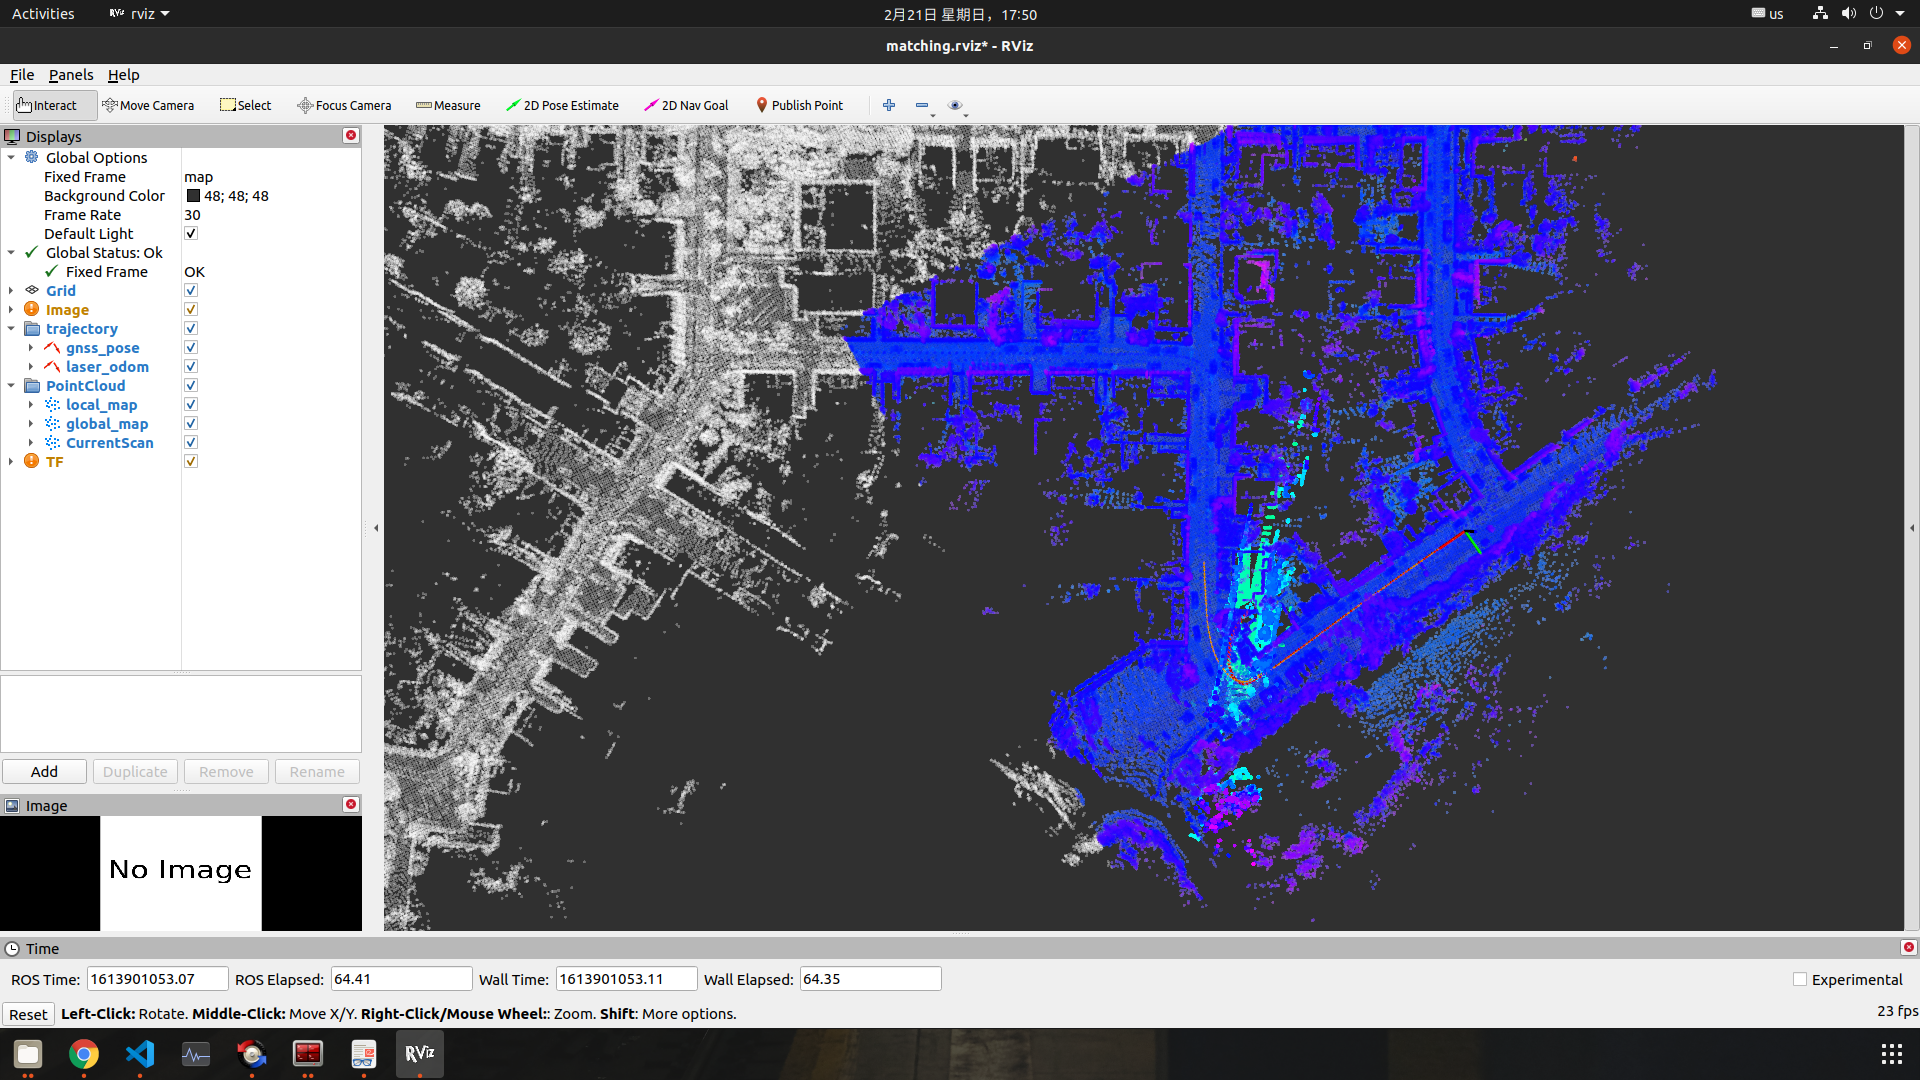 Activities
RViz
rviz
2月21日 星期日，17:50
us
matching.rviz* - RViz
File Panels Help
Interact Move Camera Select Focus Camera Measure 2D Pose Estimate 2D Nav Goal Publish Point
Displays
Global Options
Fixed Frame map
Background Color 48; 48; 48
Frame Rate 30
Default Light
Global Status: Ok
Fixed Frame OK
Grid
Image
trajectory
gnss_pose
laser_odom
PointCloud
local_map
global_map
CurrentScan
TF
Add Duplicate Remove Rename
Image
No Image
Time
ROS Time: 1613901053.07 ROS Elapsed: 64.41 Wall Time: 1613901053.11 Wall Elapsed: 64.35 Experimental
Reset Left-Click: Rotate. Middle-Click: Move X/Y. Right-Click/Mouse Wheel:: Zoom. Shift: More options. 23 fps
RViz